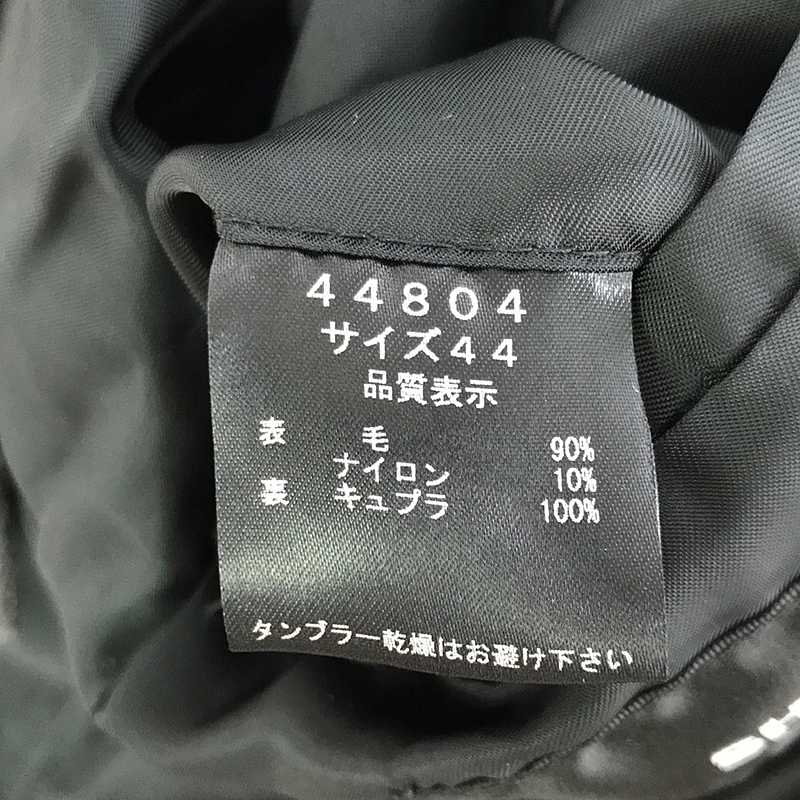 44804
サイズ44
品質表示
表 毛 90%
ナイロン 10%
裏 キュプラ 100%
タンブラー乾燥はお避け下さい